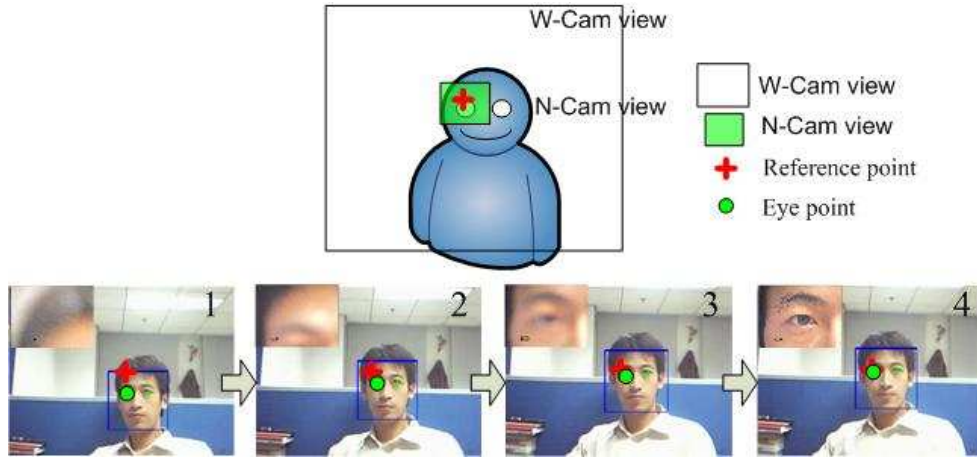 W-Cam view
N-Cam view
W-Cam view
N-Cam view
Reference point
Eye point
1
2
3
4